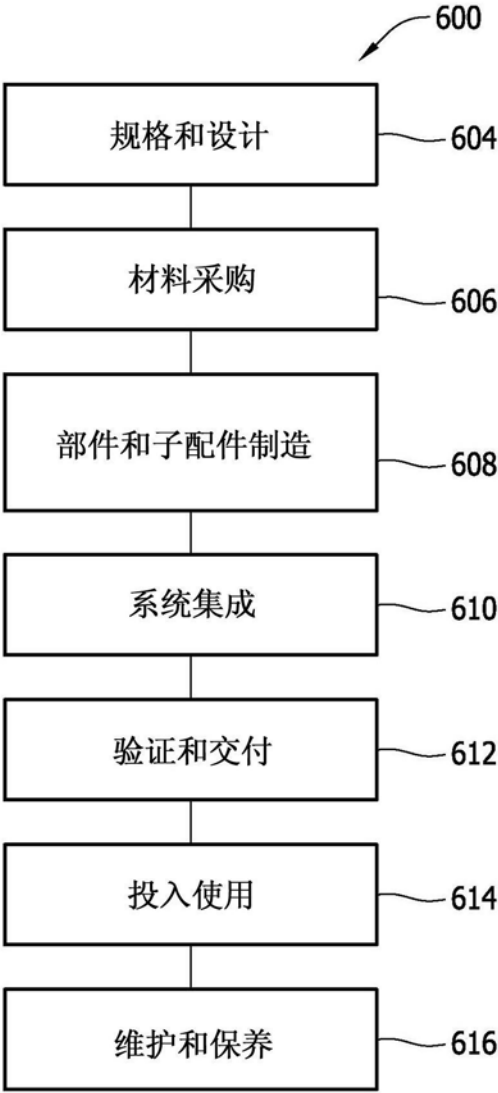 600
规格和设计
604
材料采购
606
部件和子配件制造
608
系统集成
610
验证和交付
612
投入使用
614
维护和保养
616